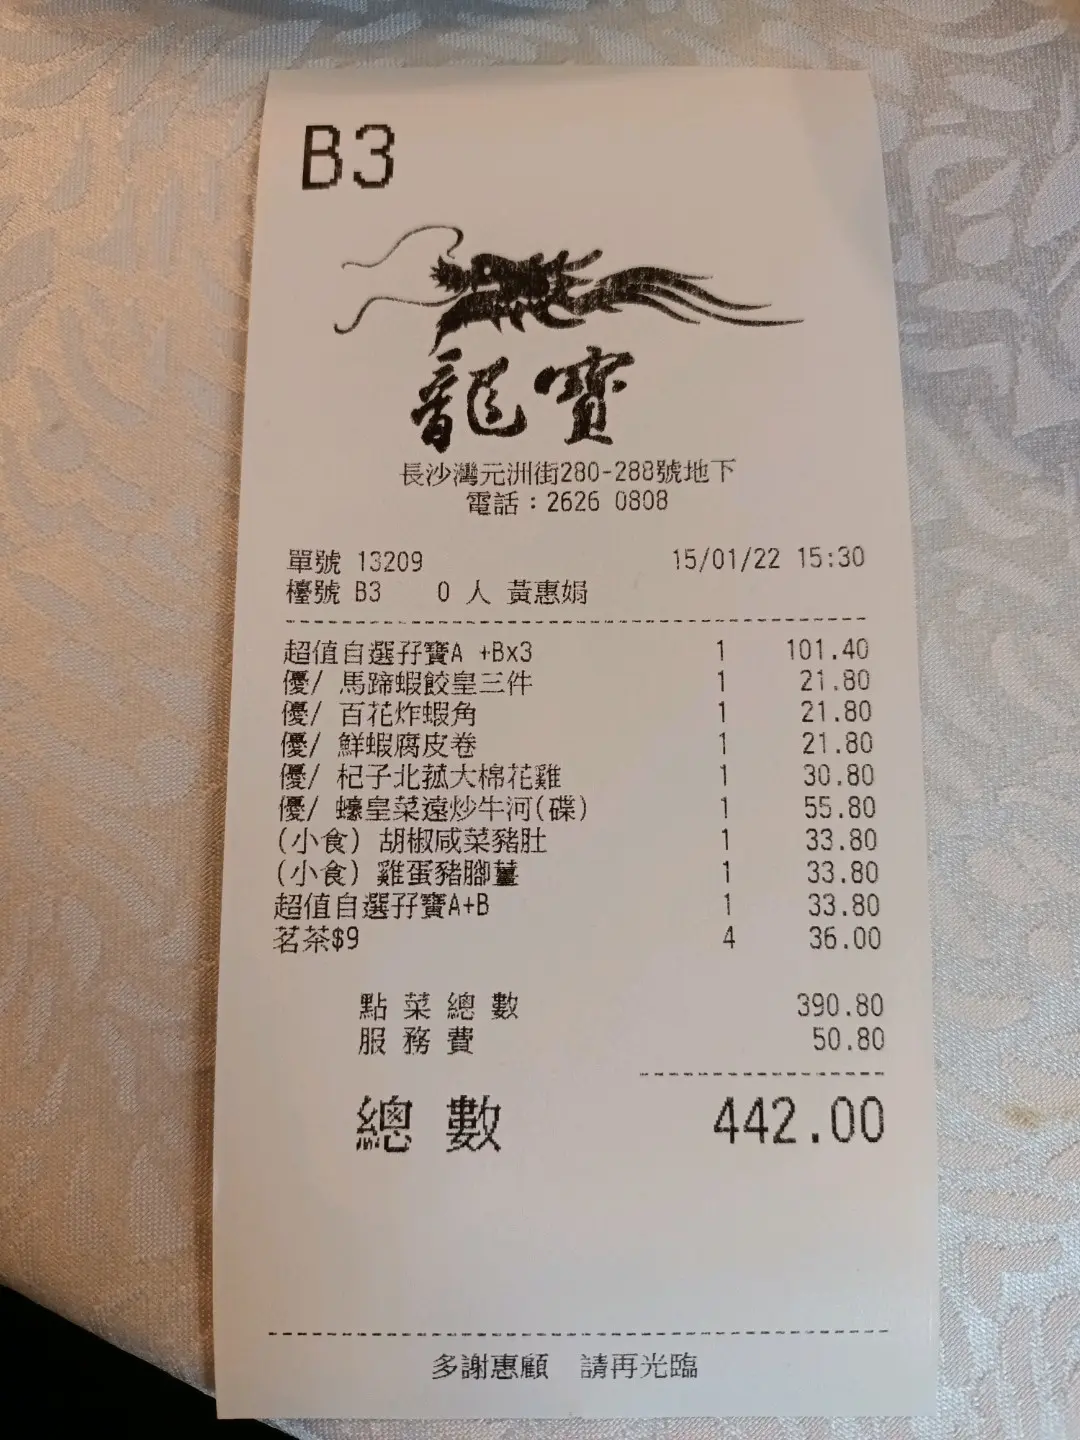 B3
龍寶
長沙灣元洲街280-288號地下
電話：2626 0808
單號 13209 15/01/22 15:30
檯號 B3 0 人 黃惠娟
超值自選孖寶A +Bx3 1 101.40
優/ 馬蹄蝦餃皇三件 1 21.80
優/ 百花炸蝦角 1 21.80
優/ 鮮蝦腐皮卷 1 21.80
優/ 杞子北菰大棉花雞 1 30.80
優/ 蠔皇菜遠炒牛河(碟) 1 55.80
(小食) 胡椒咸菜豬肚 1 33.80
(小食) 雞蛋豬腳薑 1 33.80
超值自選孖寶A+B 1 33.80
茗茶$9 4 36.00
點菜總數 390.80
服務費 50.80
總數 442.00
多謝惠顧 請再光臨